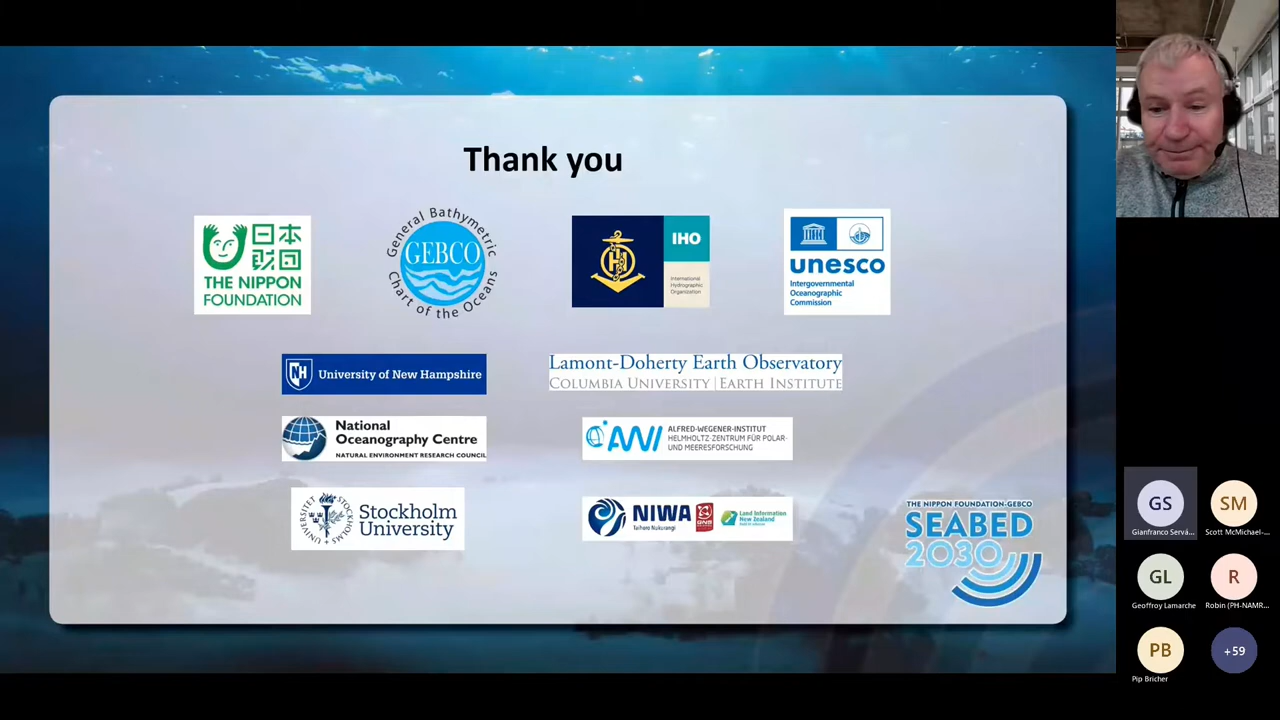 Thank you
日本
財団
THE NIPPON
FOUNDATION
General Bathymetric
GEBCO
Chart of the Oceans
IHO
International
Hydrographic
Organization
unesco
Intergovernmental
Oceanographic
Commission
NH
University of New Hampshire
Lamont-Doherty Earth Observatory
COLUMBIA UNIVERSITY | EARTH INSTITUTE
National
Oceanography Centre
NATURAL ENVIRONMENT RESEARCH COUNCIL
AWI
ALFRED-WEGENER-INSTITUT
HELMHOLTZ-ZENTRUM FÜR POLAR-
UND MEERESFORSCHUNG
STOCKHOLMS UNIVERSITET
Stockholm
University
NIWA
Taihoro Nukurangi
GNS
Land Information
New Zealand
THE NIPPON FOUNDATION-GEBCO
SEABED
2030
GS
Gianfranco Servá...
SM
Scott McMichael-...
GL
Geoffroy Lamarche
R
Robin (PH-NAMR...
PB
Pip Bricher
+59